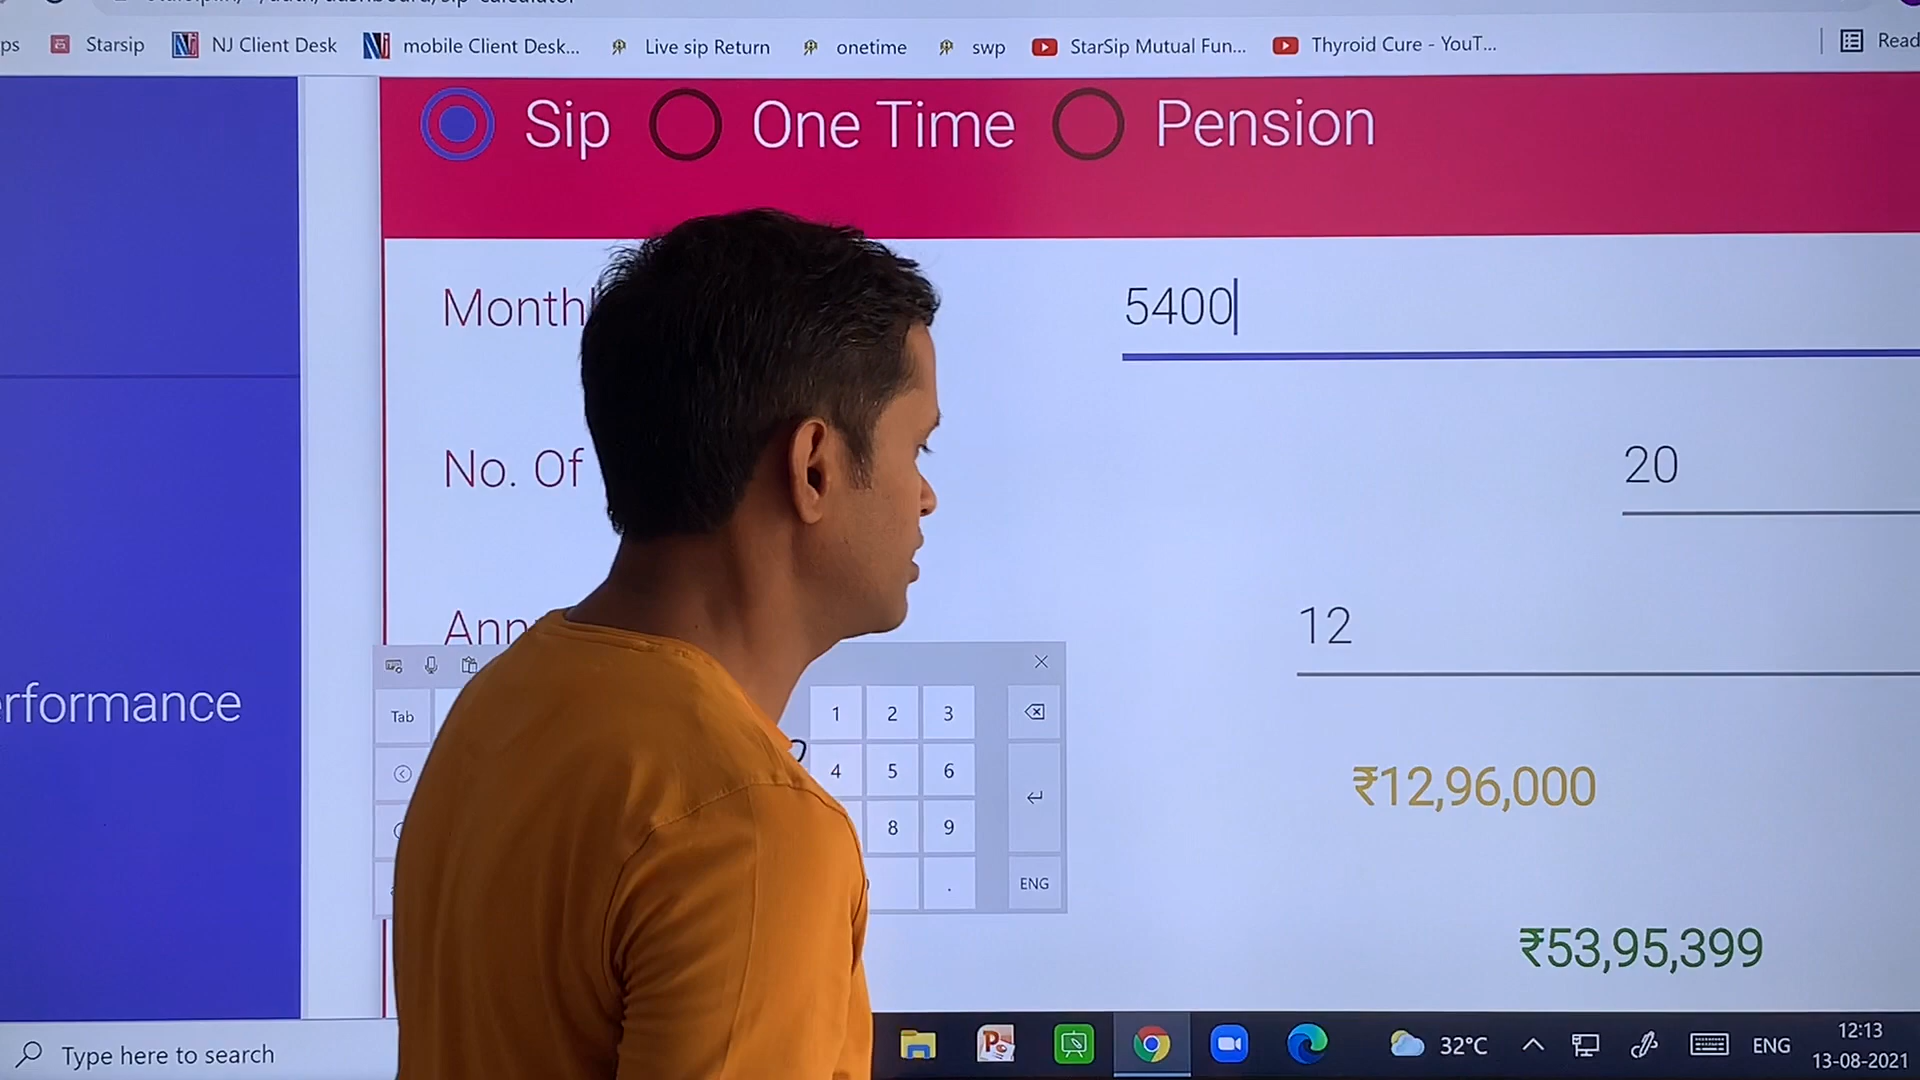 ps Starsip NJ Client Desk mobile Client Desk... Live sip Return onetime swp StarSip Mutual Fun... Thyroid Cure - YouT... Read
Sip One Time Pension
Month 5400
No. Of 20
Ann 12
rformance
Tab 1 2 3
4 5 6
8 9
. ENG
₹12,96,000
₹53,95,399
Type here to search 32°C ENG 12:13
13-08-2021